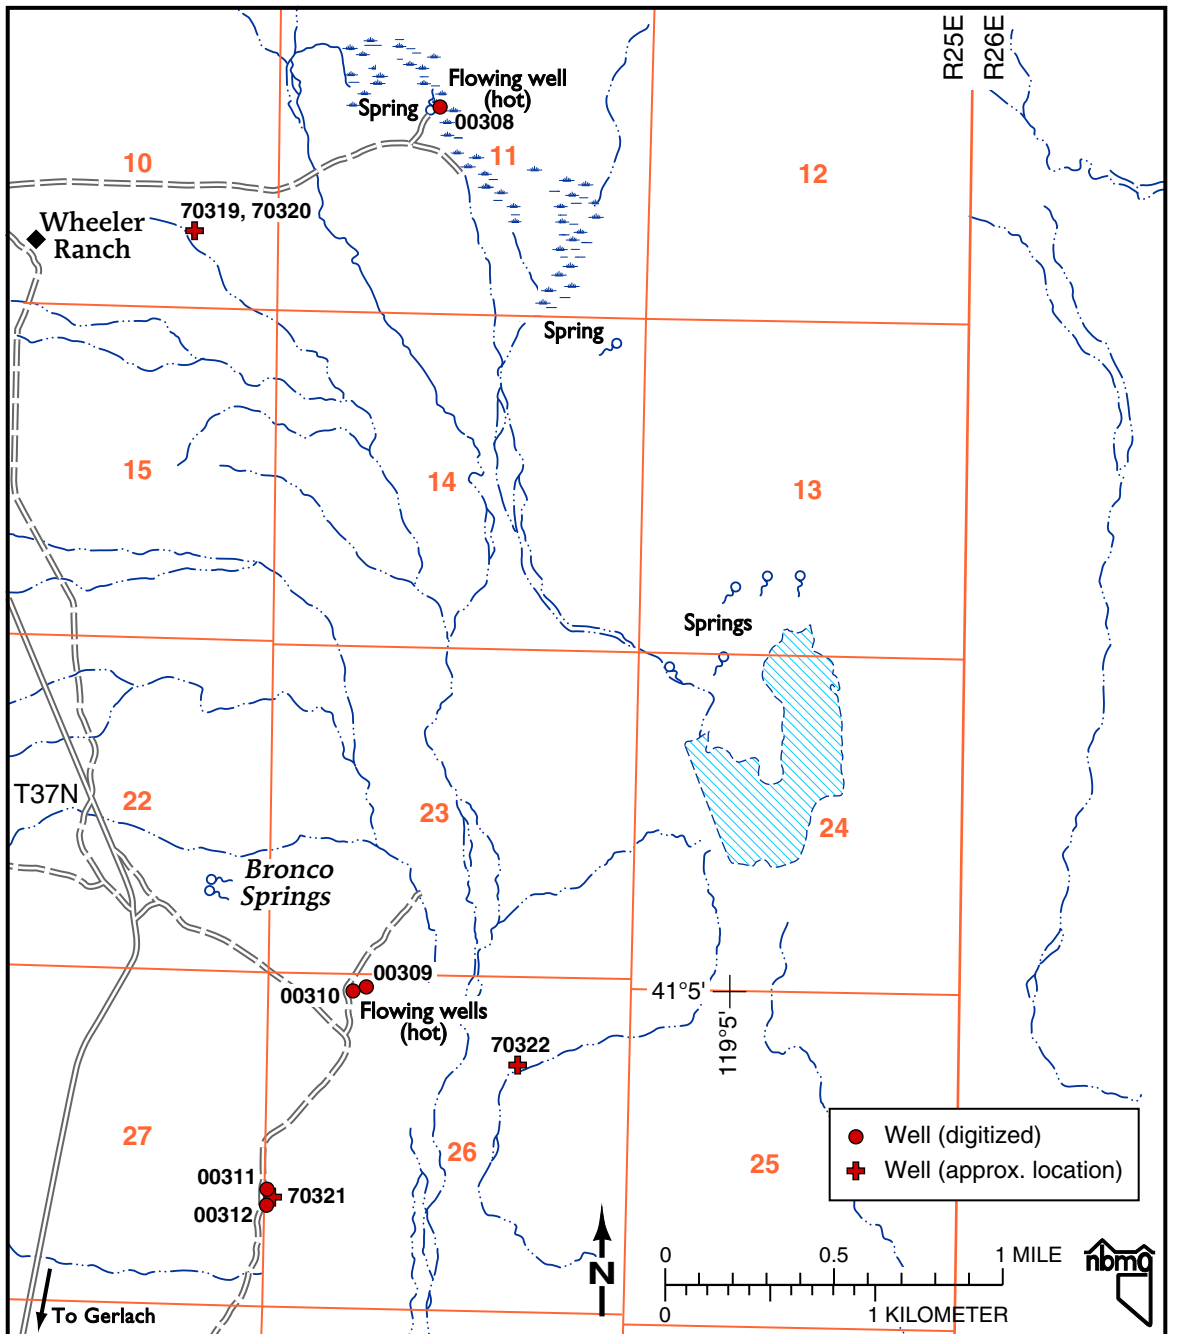 R25E
R26E
Flowing well
(hot)
Spring
00308
10
11
12
70319, 70320
Wheeler
Ranch
Spring
15
14
13
Springs
T37N
22
23
24
Bronco
Springs
00309
00310
Flowing wells
(hot)
41°5'
119°5'
70322
27
26
25
Well (digitized)
Well (approx. location)
00311
70321
00312
N
0 0.5 1 MILE
0 1 KILOMETER
nbmg
To Gerlach